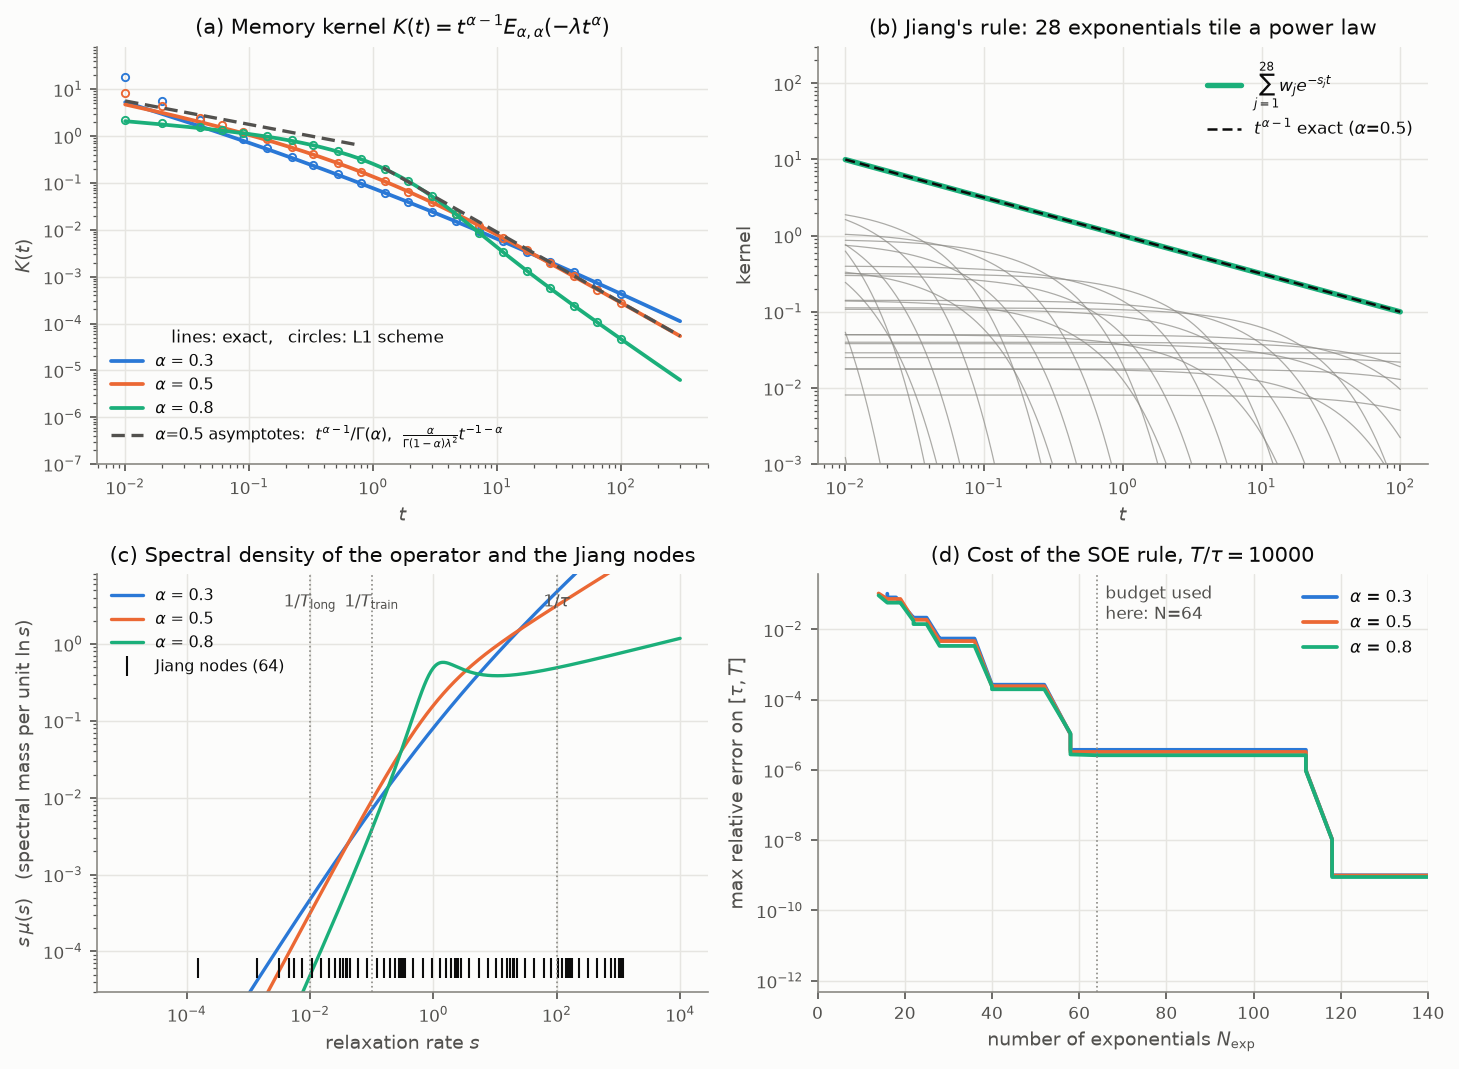 (a) Memory kernel K(t) = t^{α−1}E_{α, α}(−λt^α)
10^1
10^0
10^{−1}
10^{−2}
10^{−3}
10^{−4}
10^{−5}
10^{−6}
10^{−7}
K(t)
lines: exact, circles: L1 scheme
α = 0.3
α = 0.5
α = 0.8
α=0.5 asymptotes: t^{α−1}/Γ(α), α/(Γ(1−α)λ^2) t^{−1−α}
10^{−2} 10^{−1} 10^0 10^1 10^2
t
(b) Jiang's rule: 28 exponentials tile a power law
10^2
10^1
10^0
10^{−1}
10^{−2}
10^{−3}
kernel
∑_{j=1}^{28} w_j e^{−s_j t}
t^{α−1} exact (α=0.5)
10^{−2} 10^{−1} 10^0 10^1 10^2
t
(c) Spectral density of the operator and the Jiang nodes
10^0
10^{−1}
10^{−2}
10^{−3}
10^{−4}
s μ(s) (spectral mass per unit ln s)
α = 0.3
α = 0.5
α = 0.8
Jiang nodes (64)
1/T_long 1/T_train 1/τ
10^{−4} 10^{−2} 10^0 10^2 10^4
relaxation rate s
(d) Cost of the SOE rule, T/τ = 10000
10^{−2}
10^{−4}
10^{−6}
10^{−8}
10^{−10}
10^{−12}
max relative error on [τ, T]
budget used
here: N=64
α = 0.3
α = 0.5
α = 0.8
0 20 40 60 80 100 120 140
number of exponentials N_exp